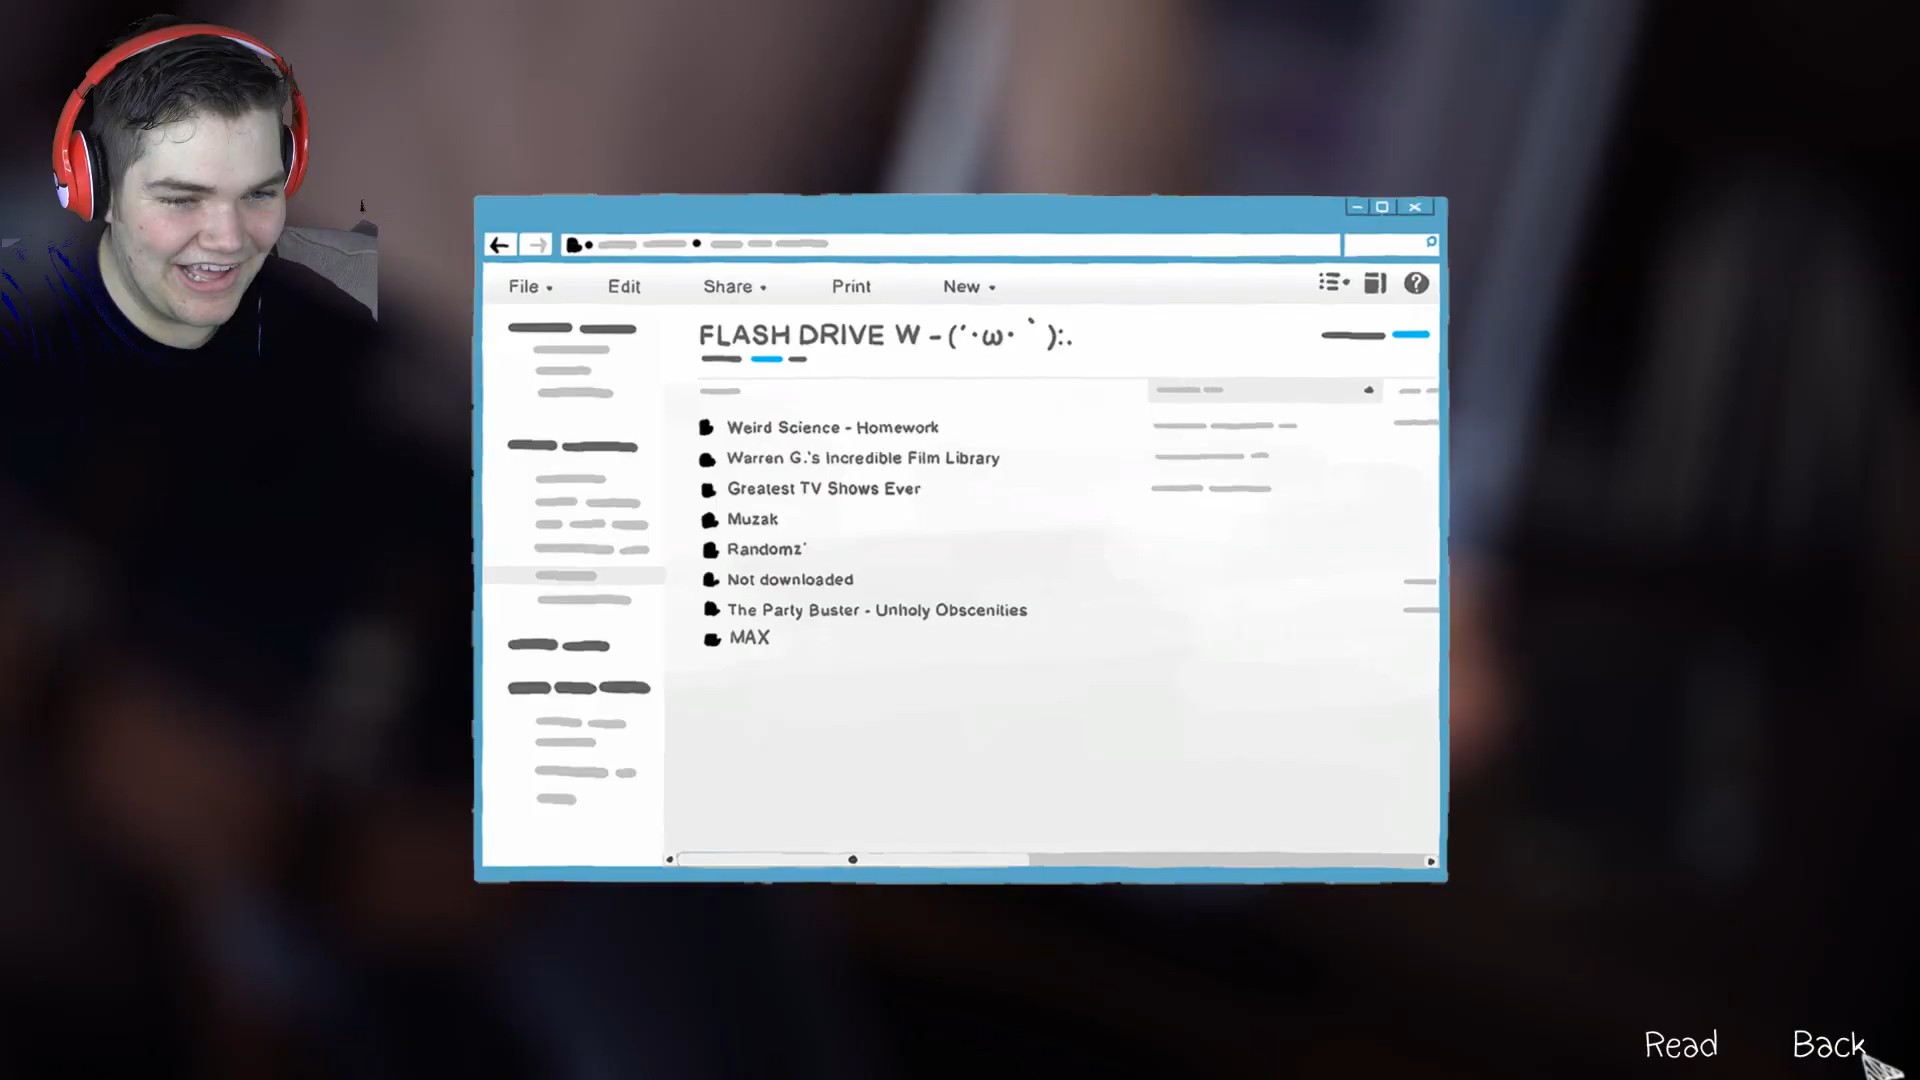 File
Edit
Share
Print
New
FLASH DRIVE W - (´･ω･｀):.
Weird Science - Homework
Warren G.'s Incredible Film Library
Greatest TV Shows Ever
Muzak
Randomz'
Not downloaded
The Party Buster - Unholy Obscenities
MAX
Read
Back